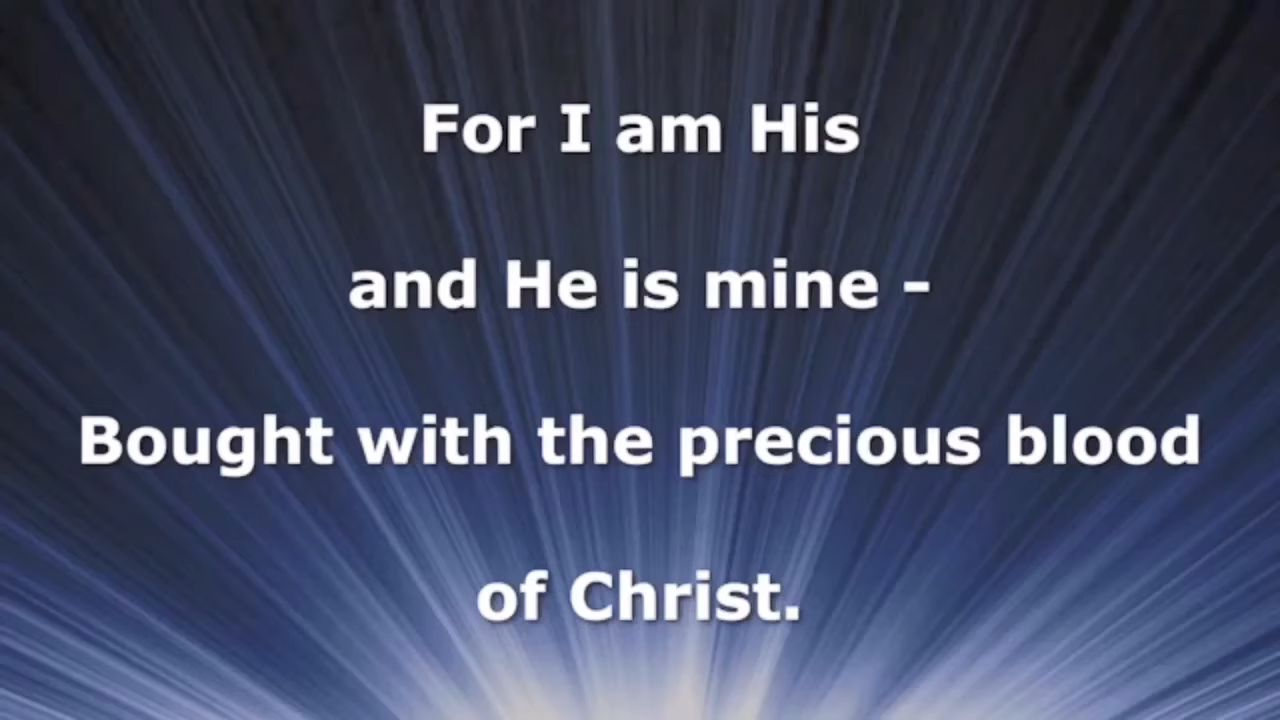 For I am His
and He is mine -
Bought with the precious blood
of Christ.